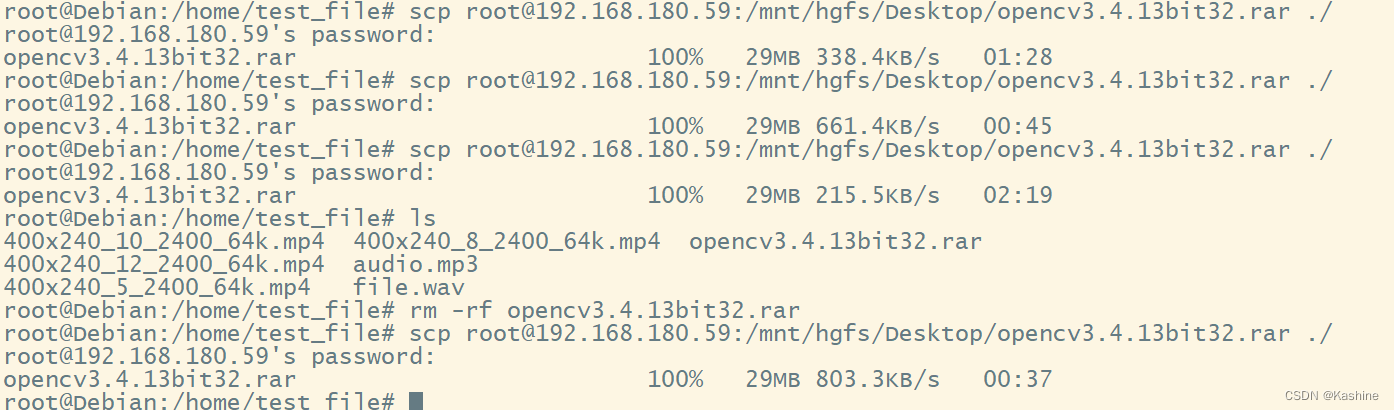 root@Debian:/home/test_file# scp root@192.168.180.59:/mnt/hgfs/Desktop/opencv3.4.13bit32.rar ./
root@192.168.180.59's password:
opencv3.4.13bit32.rar 100% 29MB 338.4KB/s 01:28
root@Debian:/home/test_file# scp root@192.168.180.59:/mnt/hgfs/Desktop/opencv3.4.13bit32.rar ./
root@192.168.180.59's password:
opencv3.4.13bit32.rar 100% 29MB 661.4KB/s 00:45
root@Debian:/home/test_file# scp root@192.168.180.59:/mnt/hgfs/Desktop/opencv3.4.13bit32.rar ./
root@192.168.180.59's password:
opencv3.4.13bit32.rar 100% 29MB 215.5KB/s 02:19
root@Debian:/home/test_file# ls
400x240_10_2400_64k.mp4 400x240_8_2400_64k.mp4 opencv3.4.13bit32.rar
400x240_12_2400_64k.mp4 audio.mp3
400x240_5_2400_64k.mp4 file.wav
root@Debian:/home/test_file# rm -rf opencv3.4.13bit32.rar
root@Debian:/home/test_file# scp root@192.168.180.59:/mnt/hgfs/Desktop/opencv3.4.13bit32.rar ./
root@192.168.180.59's password:
opencv3.4.13bit32.rar 100% 29MB 803.3KB/s 00:37
root@Debian:/home/test_file#
CSDN @Kashine